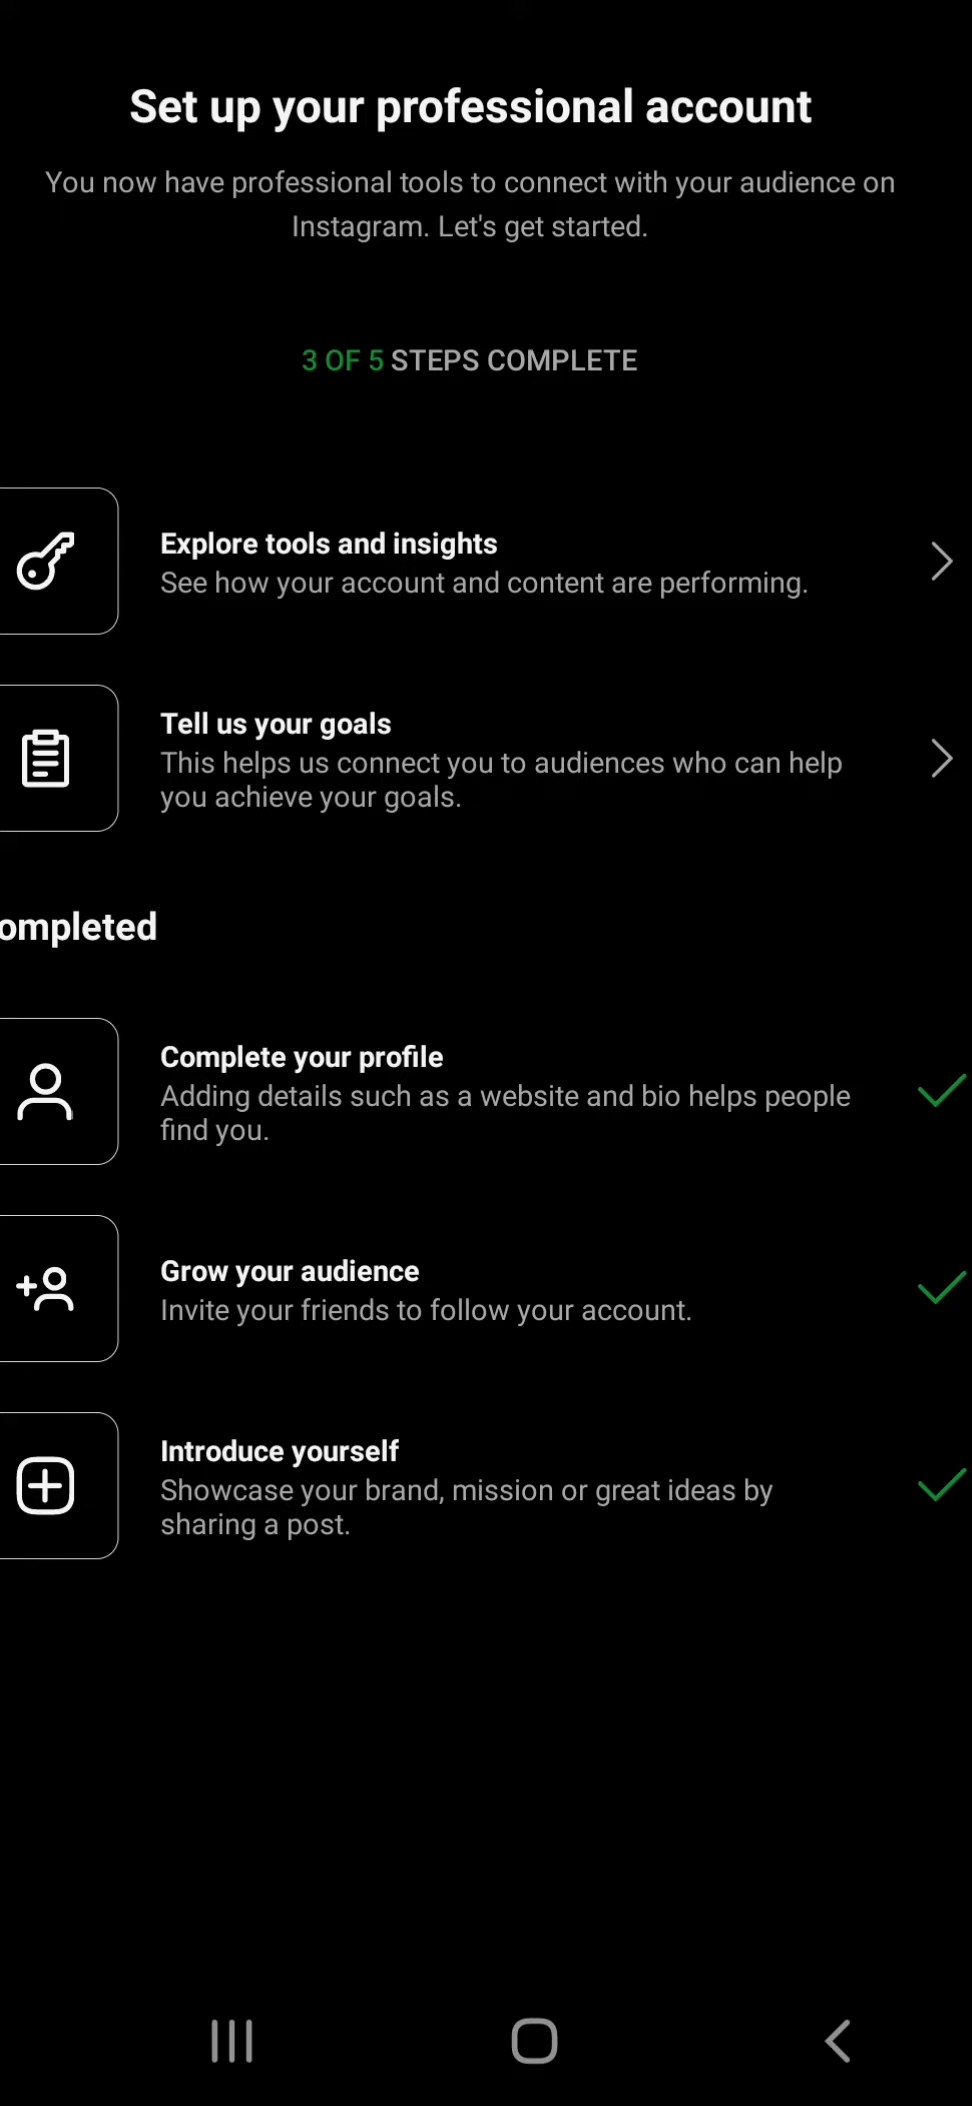 Set up your professional account
You now have professional tools to connect with your audience on
Instagram. Let's get started.
3 OF 5 STEPS COMPLETE
Explore tools and insights
See how your account and content are performing.
Tell us your goals
This helps us connect you to audiences who can help
you achieve your goals.
ompleted
Complete your profile
Adding details such as a website and bio helps people
find you.
Grow your audience
Invite your friends to follow your account.
Introduce yourself
Showcase your brand, mission or great ideas by
sharing a post.